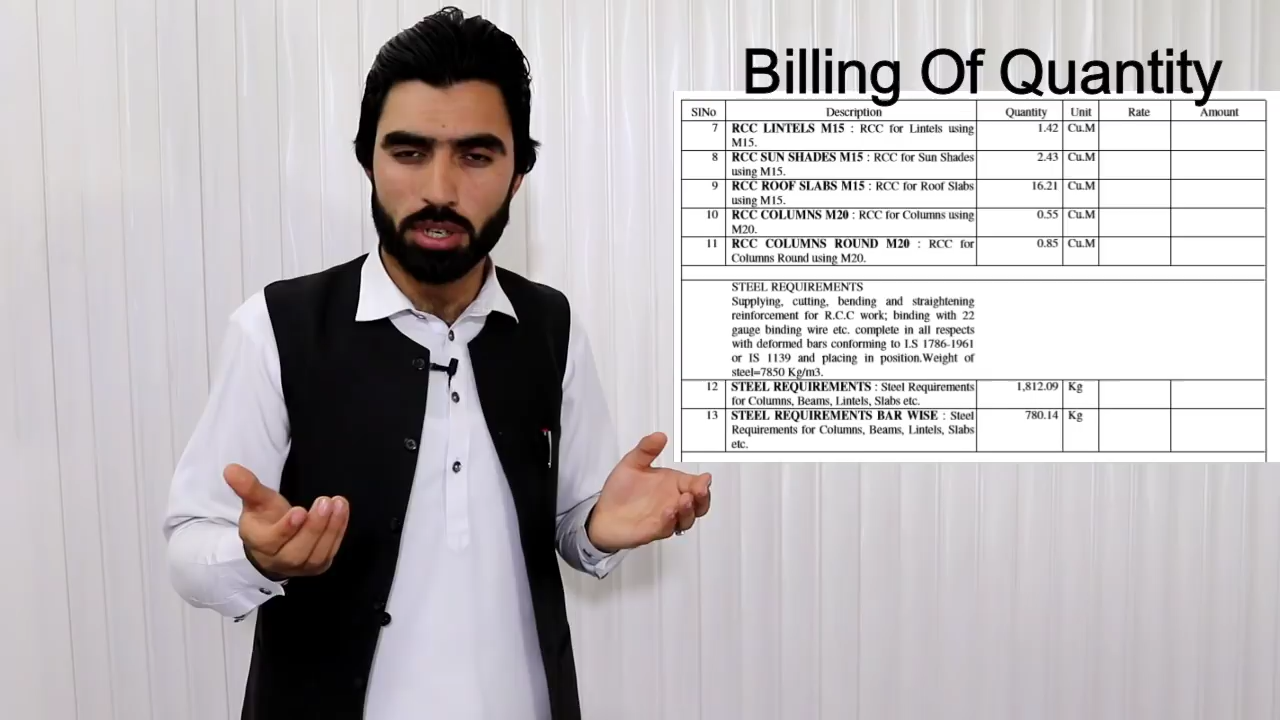 Billing Of Quantity
SlNo Description Quantity Unit Rate Amount
7 RCC LINTELS M15 : RCC for Lintels using 1.42 Cu.M
M15.
8 RCC SUN SHADES M15 : RCC for Sun Shades 2.43 Cu.M
using M15.
9 RCC ROOF SLABS M15 : RCC for Roof Slabs 16.21 Cu.M
using M15.
10 RCC COLUMNS M20 : RCC for Columns using 0.55 Cu.M
M20.
11 RCC COLUMNS ROUND M20 : RCC for 0.85 Cu.M
Columns Round using M20.
STEEL REQUIREMENTS
Supplying, cutting, bending and straightening
reinforcement for R.C.C work; binding with 22
gauge binding wire etc. complete in all respects
with deformed bars conforming to I.S 1786-1961
or IS 1139 and placing in position.Weight of
steel=7850 Kg/m3.
12 STEEL REQUIREMENTS : Steel Requirements 1,812.09 Kg
for Columns, Beams, Lintels, Slabs etc.
13 STEEL REQUIREMENTS BAR WISE : Steel 780.14 Kg
Requirements for Columns, Beams, Lintels, Slabs
etc.